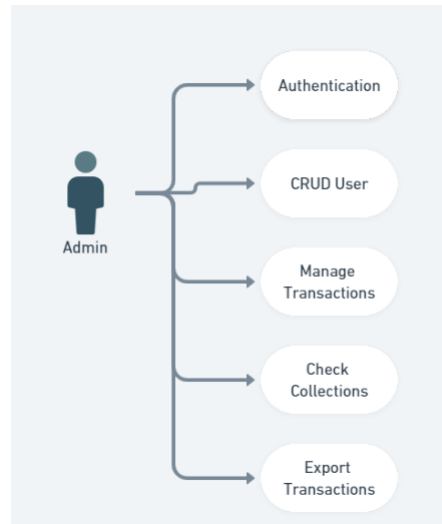 Authentication
CRUD User
Admin
Manage
Transactions
Check
Collections
Export
Transactions